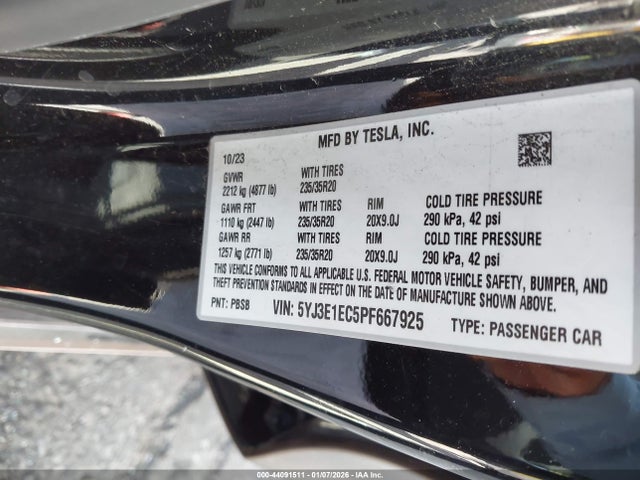 MFD BY TESLA, INC.
10/23
GVWR WITH TIRES
2212 kg (4877 lb) 235/35R20
GAWR FRT WITH TIRES RIM COLD TIRE PRESSURE
1110 kg (2447 lb) 235/35R20 20X9.0J 290 kPa, 42 psi
GAWR RR WITH TIRES RIM COLD TIRE PRESSURE
1257 kg (2771 lb) 235/35R20 20X9.0J 290 kPa, 42 psi
THIS VEHICLE CONFORMS TO ALL APPLICABLE U.S. FEDERAL MOTOR VEHICLE SAFETY, BUMPER, AND
THEFT PREVENTION STANDARDS IN EFFECT ON THE DATE OF MANUFACTURE SHOWN ABOVE.
PNT: PBSB VIN: 5YJ3E1EC5PF667925 TYPE: PASSENGER CAR
000-44091511 - 01/07/2026 - IAA Inc.